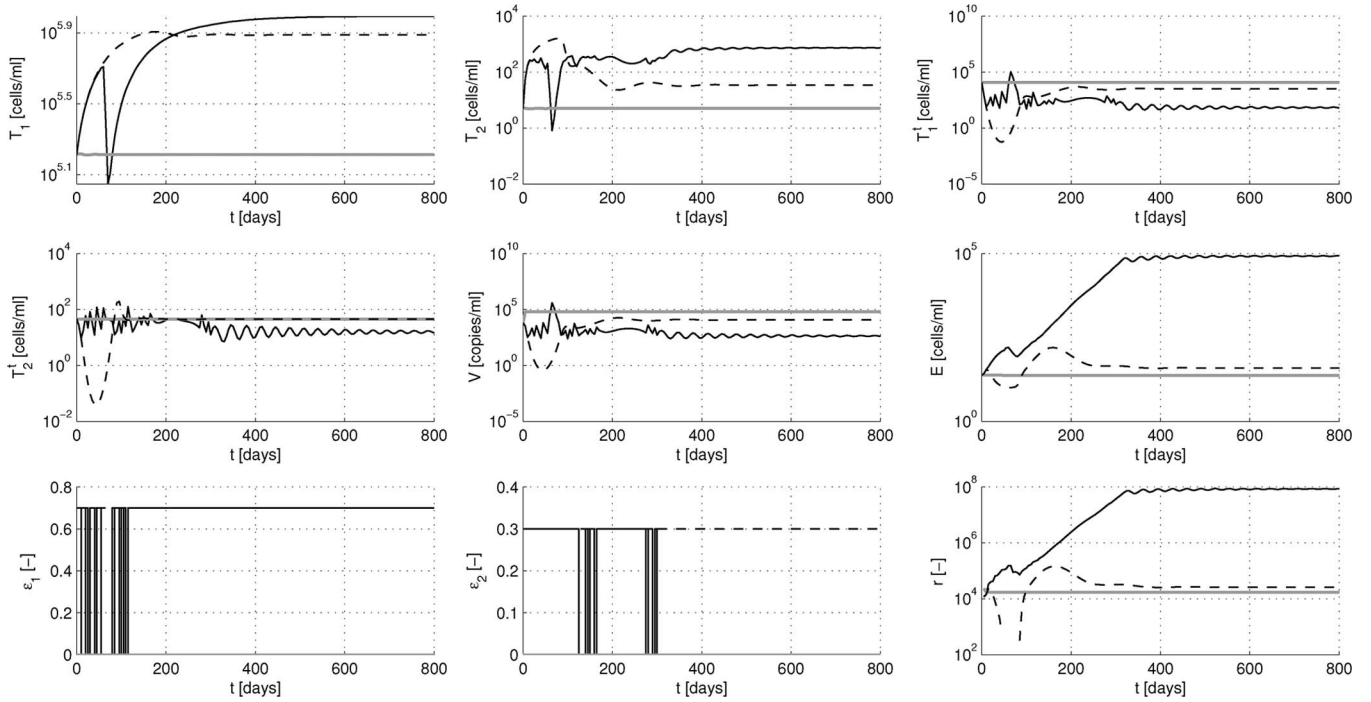 T₁ [cells/ml]
10^5.9
10^5.5
10^5.1
0 200 400 600 800
t [days]
T₂ [cells/ml]
10^4
10^2
10^0
10^−2
0 200 400 600 800
t [days]
T₁^t [cells/ml]
10^10
10^5
10^0
10^−5
0 200 400 600 800
t [days]
T₂^t [cells/ml]
10^4
10^2
10^0
10^−2
0 200 400 600 800
t [days]
V [copies/ml]
10^10
10^5
10^0
10^−5
0 200 400 600 800
t [days]
E [cells/ml]
10^5
10^0
0 200 400 600 800
t [days]
ε₁ [−]
0.8
0.6
0.4
0.2
0
0 200 400 600 800
t [days]
ε₂ [−]
0.4
0.3
0.2
0.1
0
0 200 400 600 800
t [days]
r [−]
10^8
10^6
10^4
10^2
0 200 400 600 800
t [days]